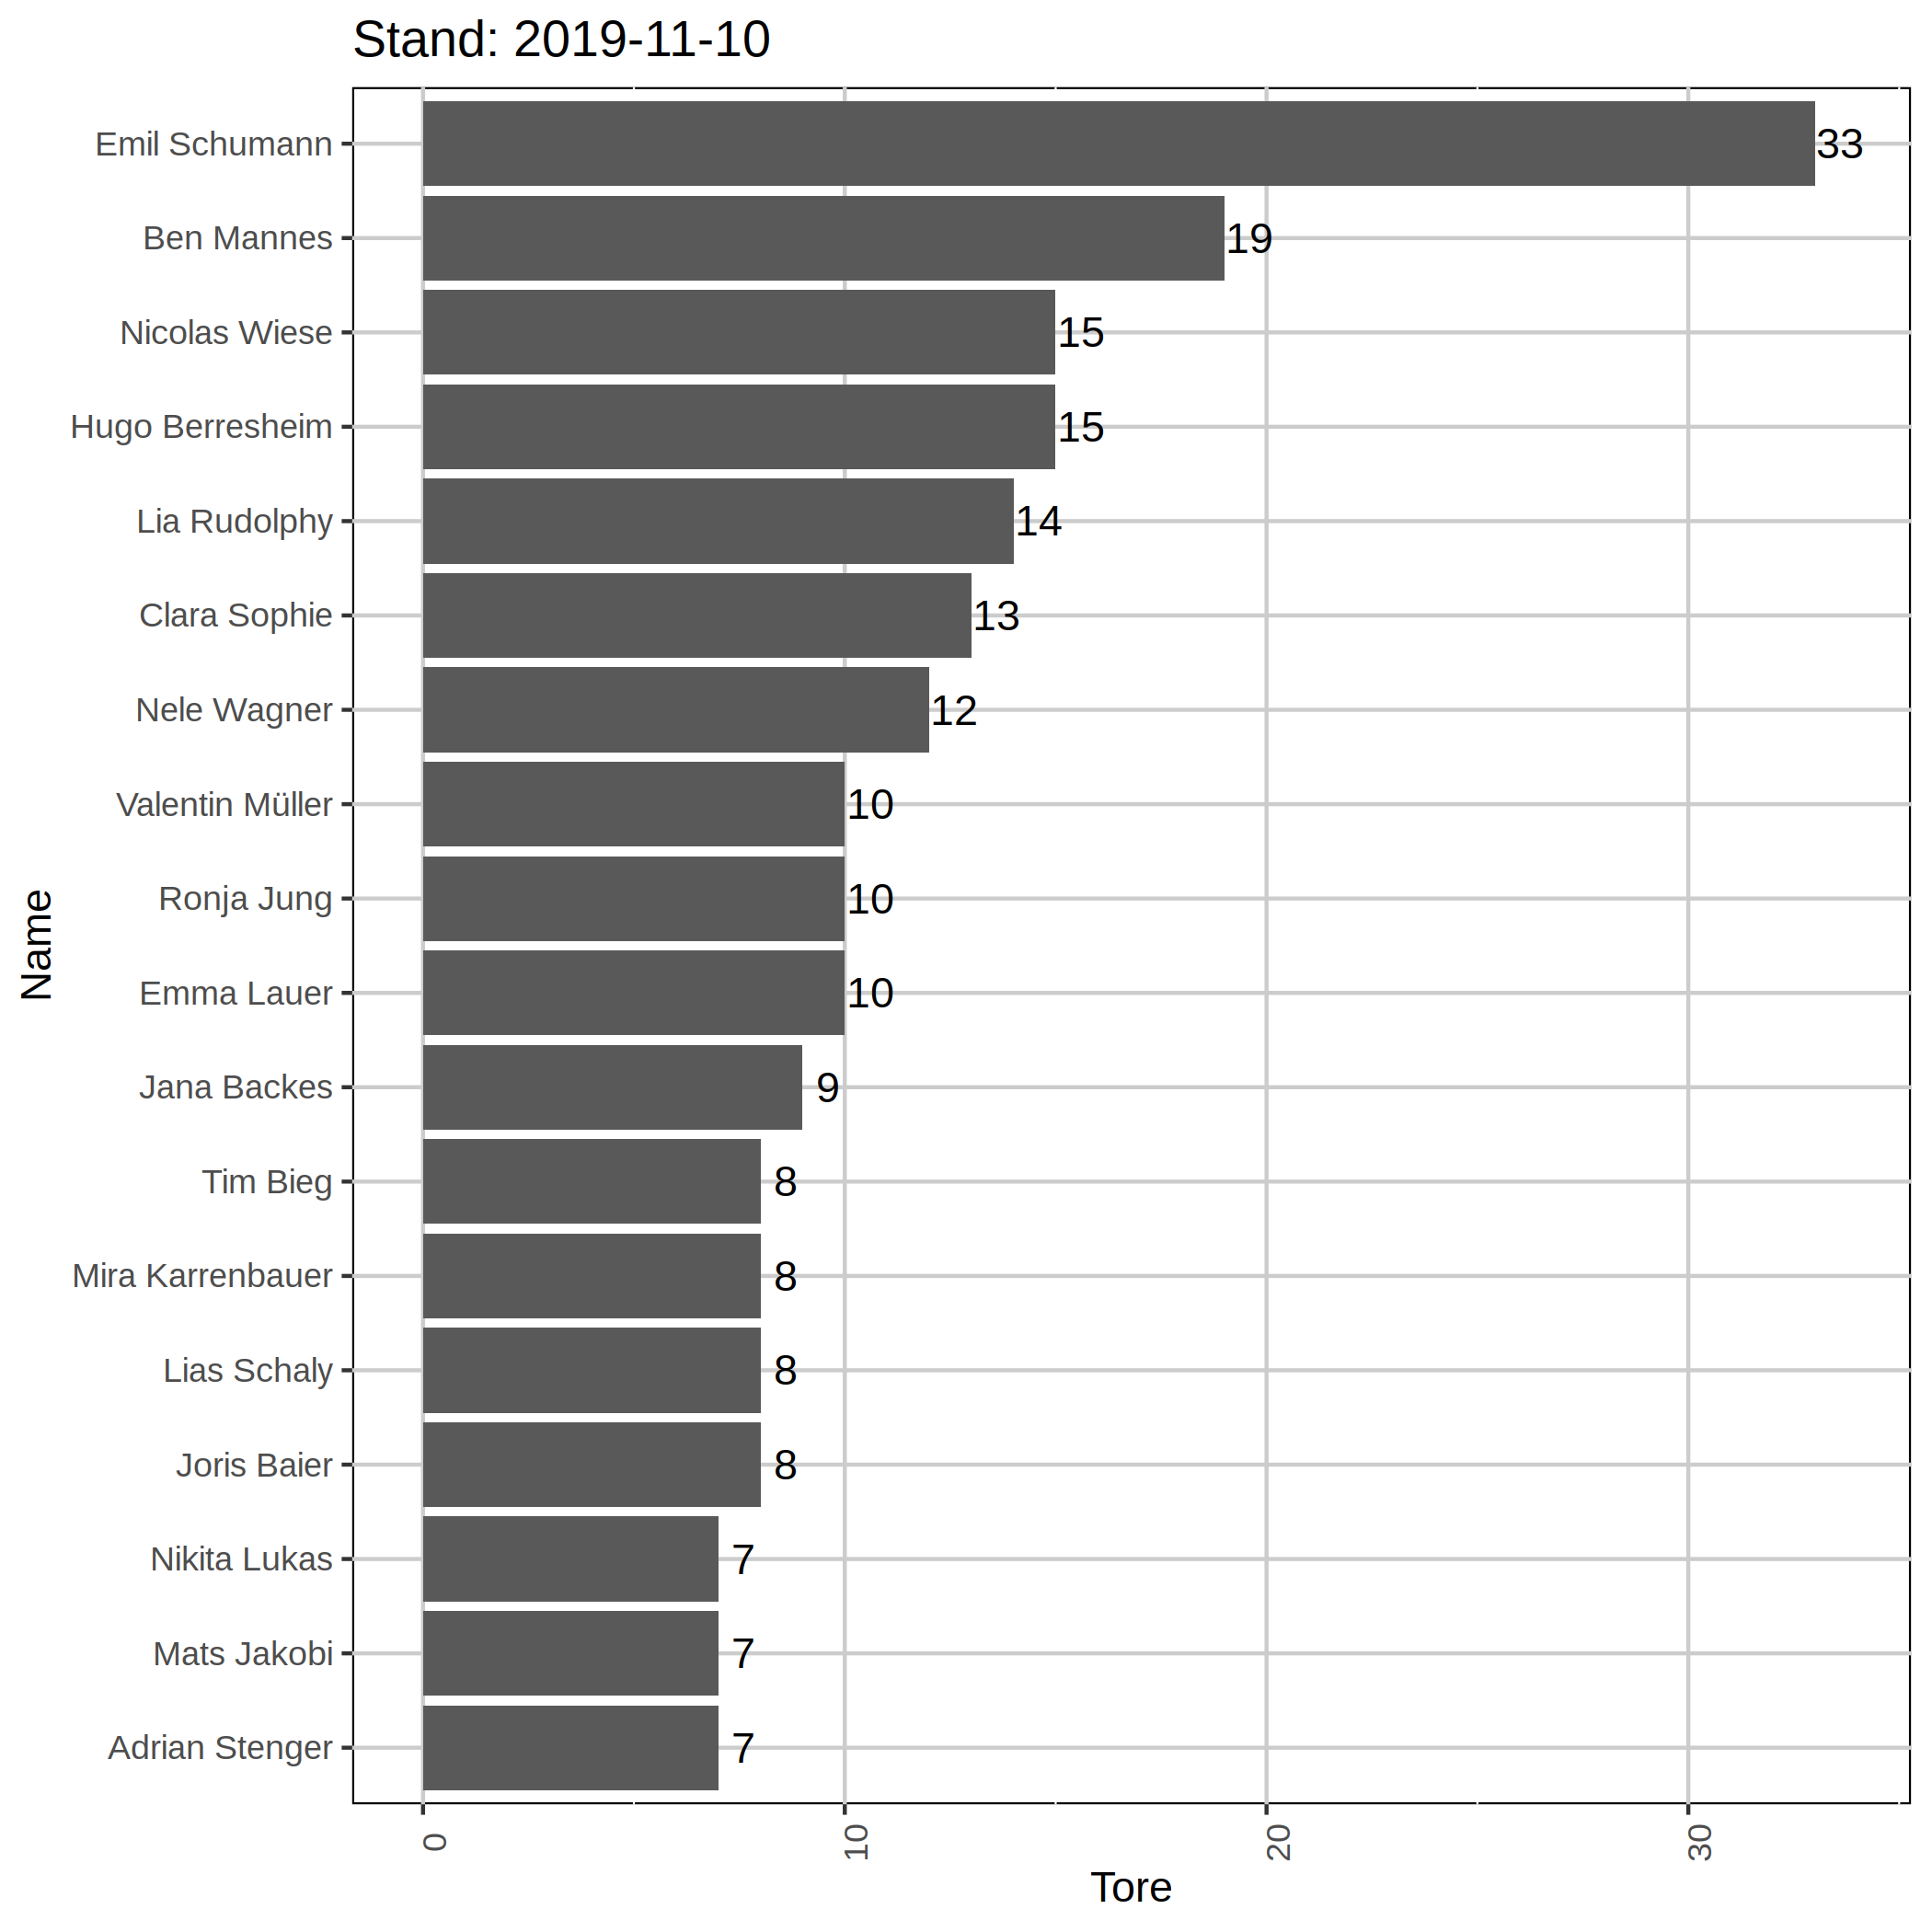 Stand: 2019-11-10
Emil Schumann 33
Ben Mannes 19
Nicolas Wiese 15
Hugo Berresheim 15
Lia Rudolphy 14
Clara Sophie 13
Nele Wagner 12
Valentin Müller 10
Ronja Jung 10
Emma Lauer 10
Jana Backes 9
Tim Bieg 8
Mira Karrenbauer 8
Lias Schaly 8
Joris Baier 8
Nikita Lukas 7
Mats Jakobi 7
Adrian Stenger 7
Name
0 10 20 30
Tore